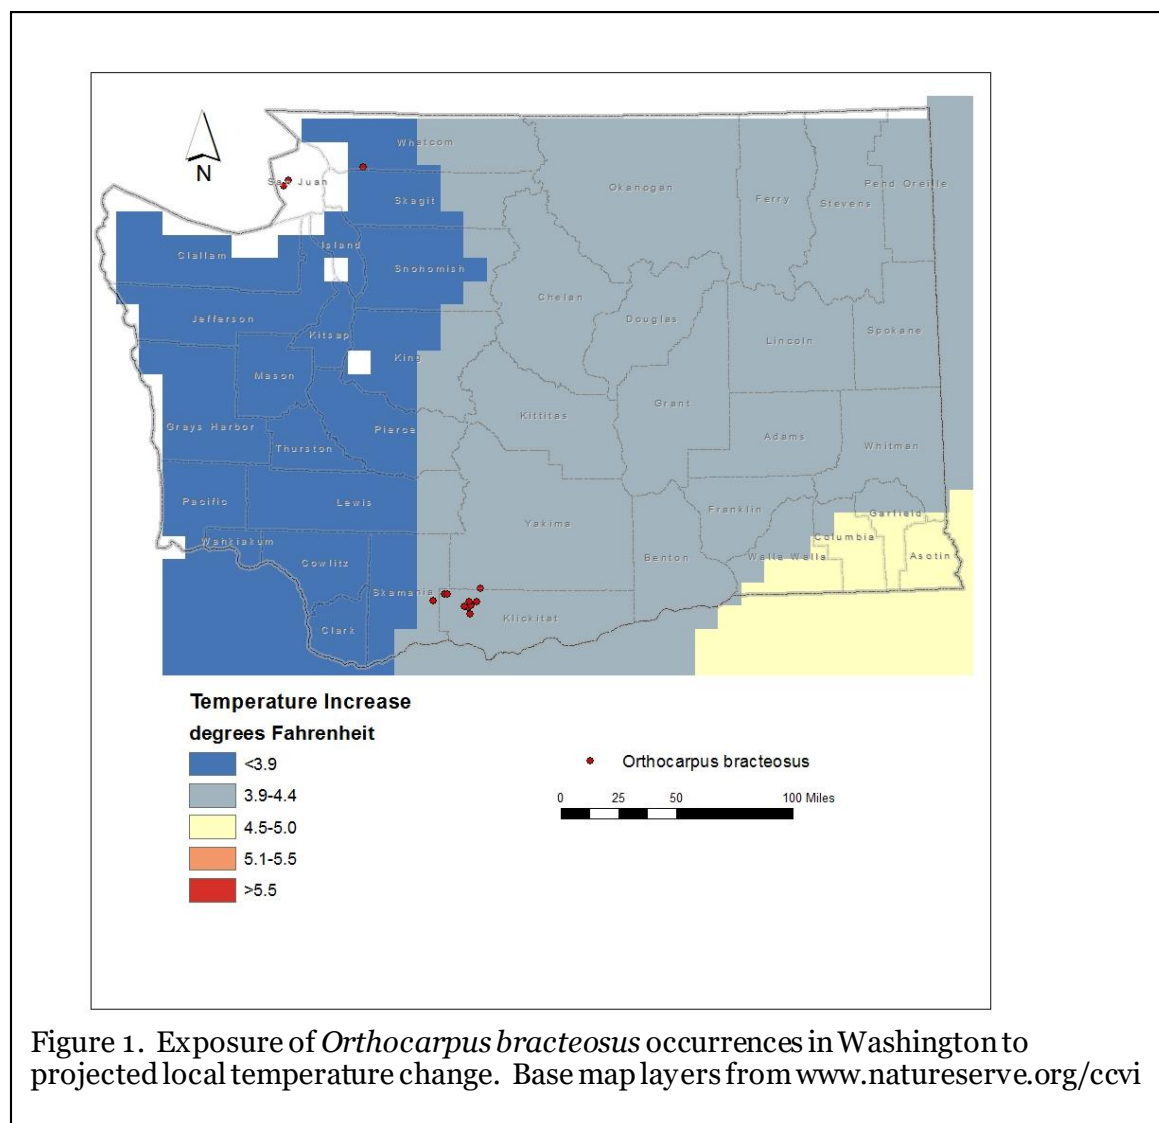 N
Whatcom
San Juan
Okanogan
Pend Oreille
Ferry
Stevens
Skagit
Island
Clallam
Snohomish
Chelan
Jefferson
Douglas
Kitsap
Spokane
Lincoln
King
Mason
Grant
Kittitas
Grays Harbor
Pierce
Adams
Whitman
Thurston
Pacific
Lewis
Franklin
Garfield
Yakima
Columbia
Wahkiakum
Walla Walla
Asotin
Benton
Cowlitz
Skamania
Klickitat
Clark
Temperature Increase
degrees Fahrenheit
<3.9
3.9-4.4
4.5-5.0
5.1-5.5
>5.5
Orthocarpus bracteosus
0 25 50 100 Miles
Figure 1. Exposure of Orthocarpus bracteosus occurrences in Washington to
projected local temperature change. Base map layers from www.natureserve.org/ccvi